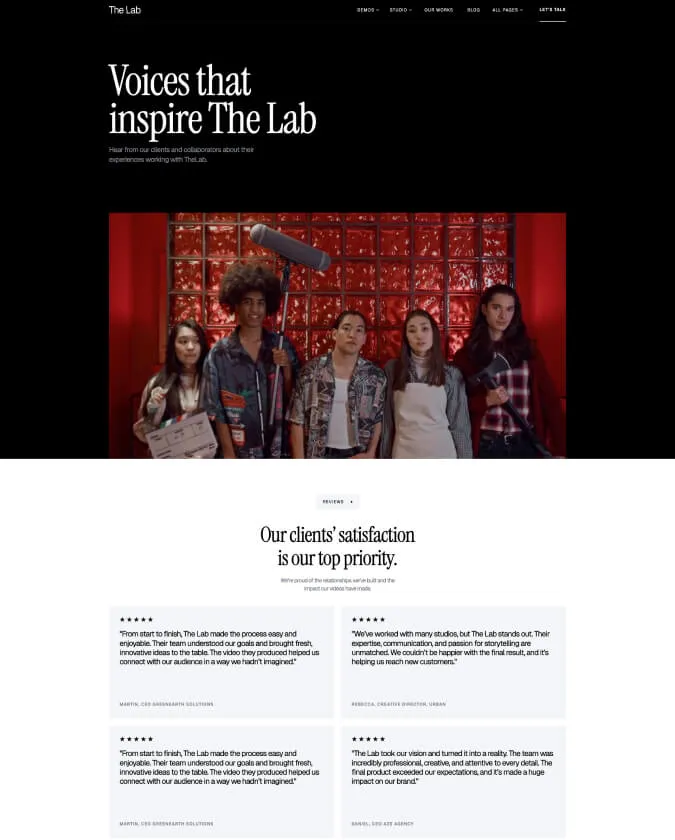 The Lab
DEMOS
STUDIO
OUR WORKS
BLOG
ALL PAGES
LET'S TALK
Voices that
inspire The Lab
Hear from our clients and collaborators about their
experiences working with TheLab.
REVIEWS
Our clients' satisfaction
is our top priority.
We're proud of the relationships we've built and the
impact our videos have made.
★★★★★
"From start to finish, The Lab made the process easy and
enjoyable. Their team understood our goals and brought fresh,
innovative ideas to the table. The video they produced helped us
connect with our audience in a way we hadn't imagined."
MARTIN, CEO GREENEARTH SOLUTIONS
★★★★★
"We've worked with many studios, but The Lab stands out. Their
expertise, communication, and passion for storytelling are
unmatched. We couldn't be happier with the final result, and it's
helping us reach new customers."
REBECCA, CREATIVE DIRECTOR, URBAN
★★★★★
"From start to finish, The Lab made the process easy and
enjoyable. Their team understood our goals and brought fresh,
innovative ideas to the table. The video they produced helped us
connect with our audience in a way we hadn't imagined."
MARTIN, CEO GREENEARTH SOLUTIONS
★★★★★
"The Lab took our vision and turned it into a reality. The team was
incredibly professional, creative, and attentive to every detail. The
final product exceeded our expectations, and it's made a huge
impact on our brand."
DANIEL, CEO AZE AGENCY